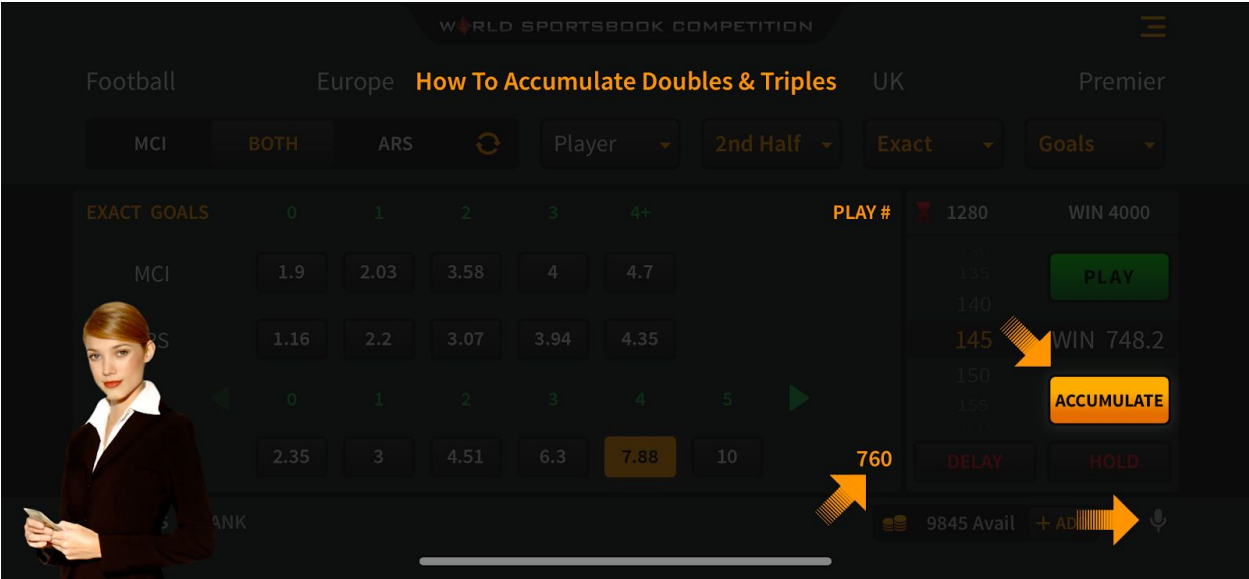 WORLD SPORTSBOOK COMPETITION
Football Europe How To Accumulate Doubles & Triples UK Premier
MCI BOTH ARS Player 2nd Half Exact Goals
EXACT GOALS 0 1 2 3 4+ PLAY # 1280 WIN 4000
MCI 1.9 2.03 3.58 4 4.7 135 PLAY
140
1.16 2.2 3.07 3.94 4.35 145 WIN 748.2
150
0 1 2 3 4 5 155 ACCUMULATE
2.35 3 4.51 6.3 7.88 10 760 DELAY HOLD
9845 Avail